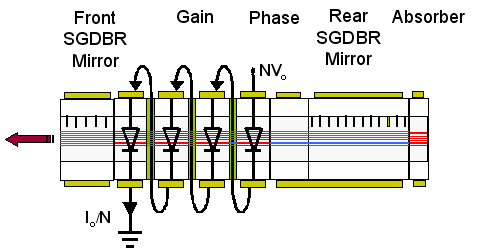 Front
SGDBR
Mirror
Gain
Phase
Rear
SGDBR
Mirror
Absorber
NVo
Io/N